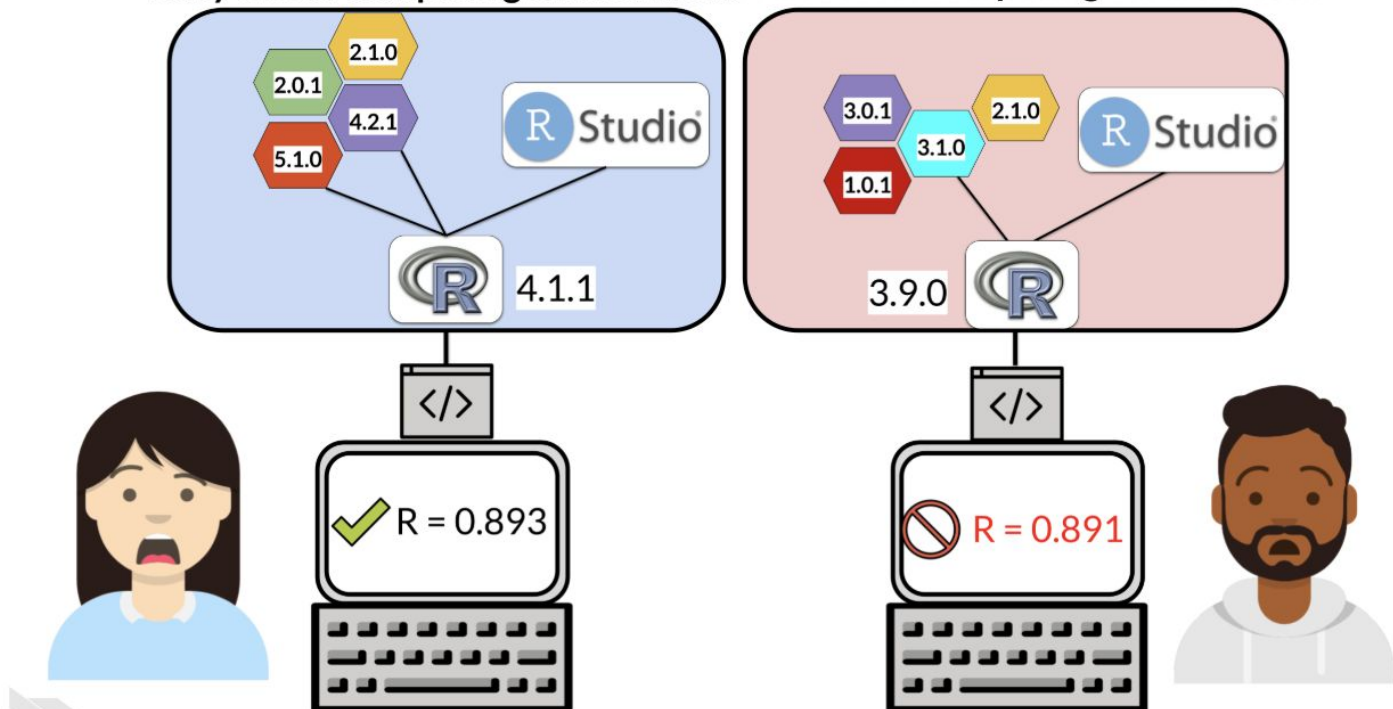 2.1.0
2.0.1
4.2.1
5.1.0
R Studio
R
4.1.1
</>
R = 0.893
3.0.1
2.1.0
3.1.0
1.0.1
R Studio
3.9.0
R
</>
R = 0.891